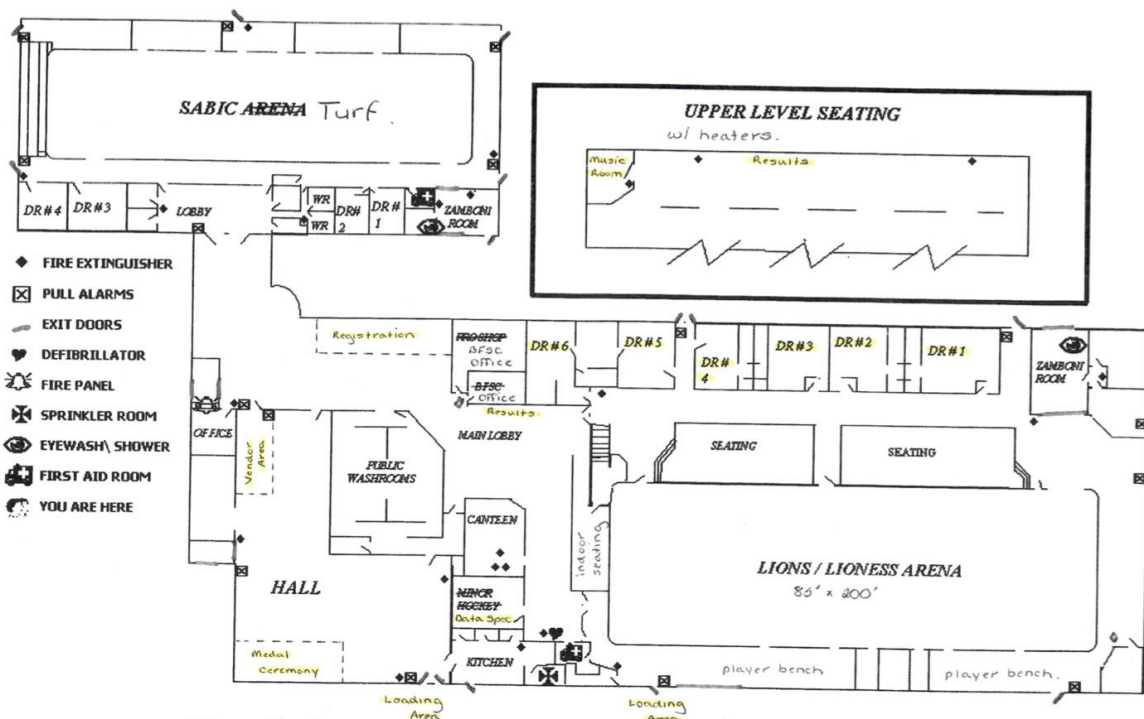 SABIC ARENA Turf.
UPPER LEVEL SEATING
w/ heaters.
Music
Room
Results
DR # 4
DR # 3
LOBBY
WR
WR
DR#
2
DR #
1
ZAMBONI
ROOM
FIRE EXTINGUISHER
PULL ALARMS
EXIT DOORS
DEFIBRILLATOR
FIRE PANEL
SPRINKLER ROOM
EYEWASH\ SHOWER
FIRST AID ROOM
YOU ARE HERE
Registration
PROSHOP
BFSC
Office
BFSC
Office
Results
DR#6
DR#5
DR#
4
DR#3
DR#2
DR#1
ZAMBONI
ROOM
OFFICE
Vendor
Area
MAIN LOBBY
PUBLIC
WASHROOMS
SEATING
SEATING
CANTEEN
indoor
seating
LIONS / LIONESS ARENA
85' x 200'
HALL
MINOR
HOCKEY
Data Spec
Medal
Ceremony
KITCHEN
player bench
player bench.
Loading
Area
Loading
Area